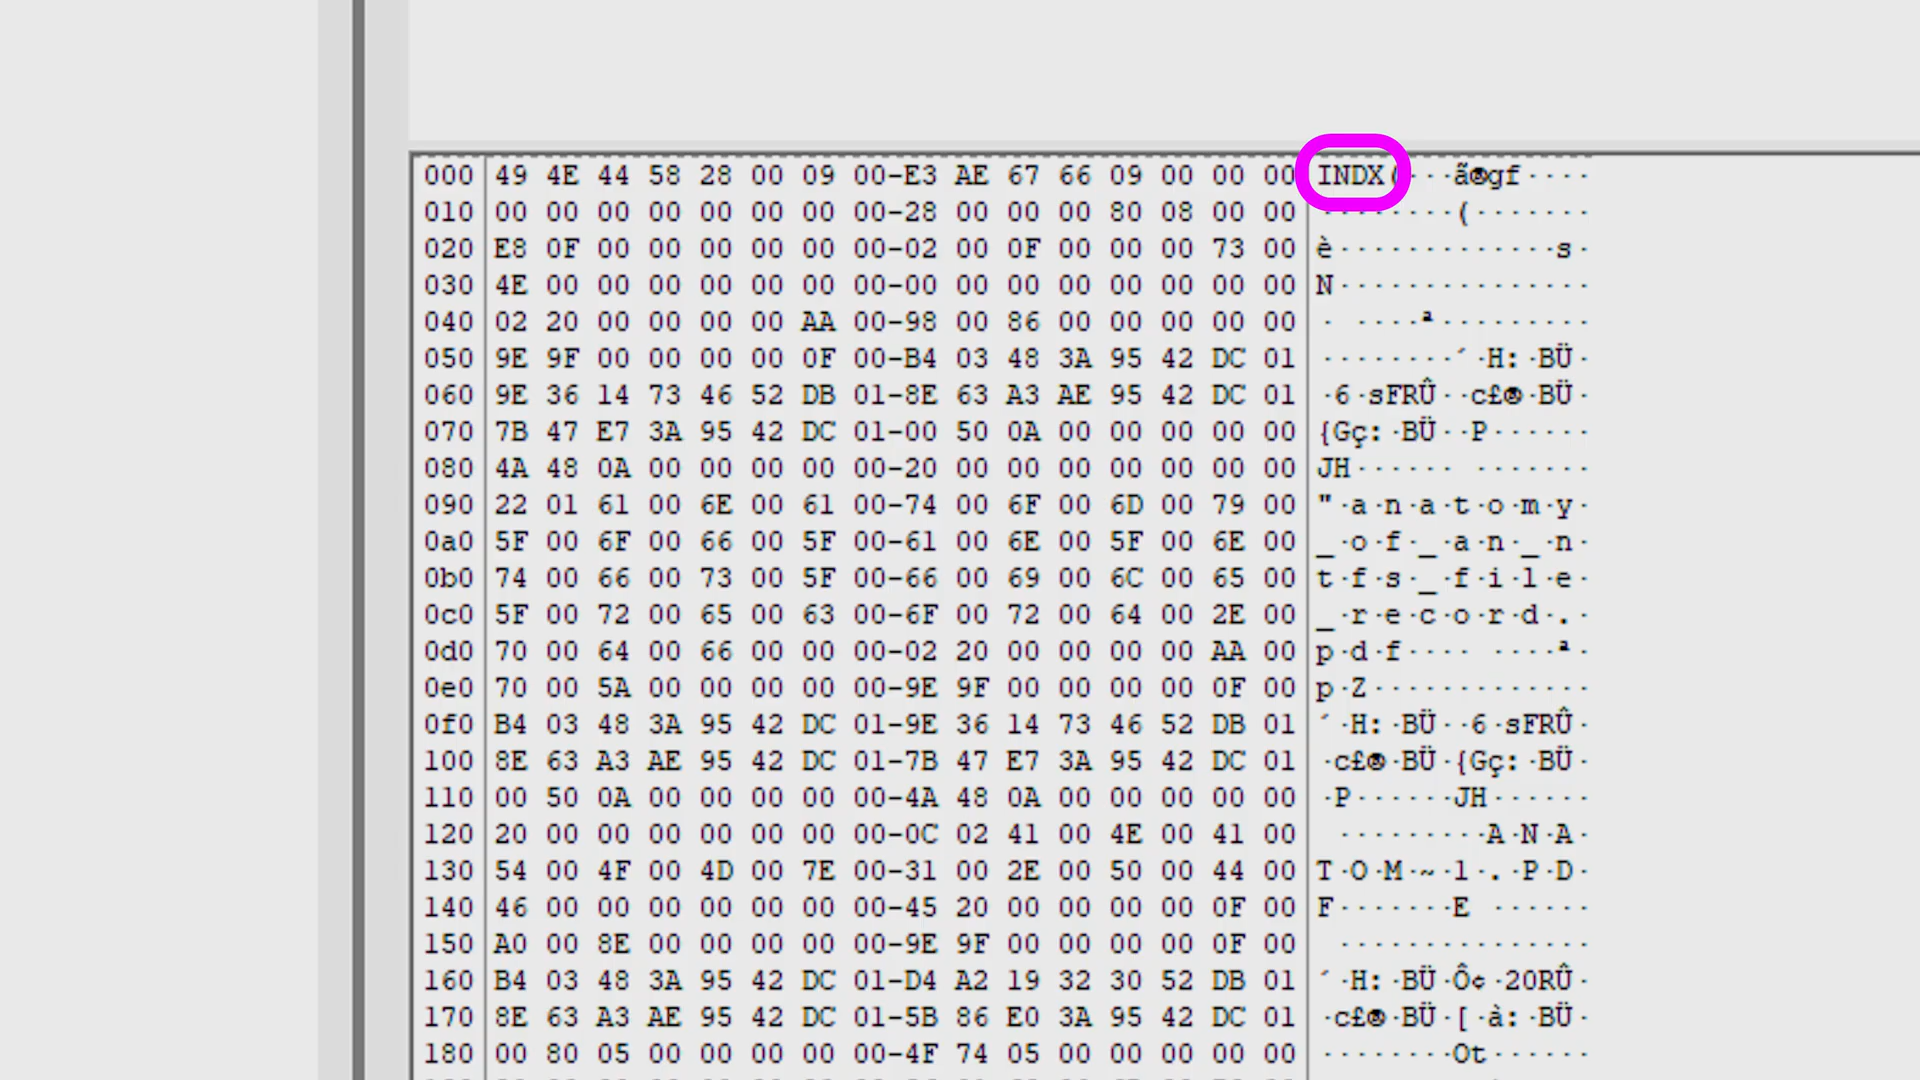 000 49 4E 44 58 28 00 09 00-E3 AE 67 66 09 00 00 00 INDX(···ã®gf····
010 00 00 00 00 00 00 00 00-28 00 00 00 80 08 00 00 ········(·······
020 E8 0F 00 00 00 00 00 00-02 00 0F 00 00 00 73 00 è·············s·
030 4E 00 00 00 00 00 00 00-00 00 00 00 00 00 00 00 N···············
040 02 20 00 00 00 00 AA 00-98 00 86 00 00 00 00 00 · ····ª·········
050 9E 9F 00 00 00 00 0F 00-B4 03 48 3A 95 42 DC 01 ········´·H:·BÜ·
060 9E 36 14 73 46 52 DB 01-8E 63 A3 AE 95 42 DC 01 ·6·sFRÛ··c£®·BÜ·
070 7B 47 E7 3A 95 42 DC 01-00 50 0A 00 00 00 00 00 {Gç:·BÜ··P······
080 4A 48 0A 00 00 00 00 00-20 00 00 00 00 00 00 00 JH······ ·······
090 22 01 61 00 6E 00 61 00-74 00 6F 00 6D 00 79 00 "·a·n·a·t·o·m·y·
0a0 5F 00 6F 00 66 00 5F 00-61 00 6E 00 5F 00 6E 00 _·o·f·_·a·n·_·n·
0b0 74 00 66 00 73 00 5F 00-66 00 69 00 6C 00 65 00 t·f·s·_·f·i·l·e·
0c0 5F 00 72 00 65 00 63 00-6F 00 72 00 64 00 2E 00 _·r·e·c·o·r·d·.·
0d0 70 00 64 00 66 00 00 00-02 20 00 00 00 00 AA 00 p·d·f···· ····ª·
0e0 70 00 5A 00 00 00 00 00-9E 9F 00 00 00 00 0F 00 p·Z·············
0f0 B4 03 48 3A 95 42 DC 01-9E 36 14 73 46 52 DB 01 ´·H:·BÜ··6·sFRÛ·
100 8E 63 A3 AE 95 42 DC 01-7B 47 E7 3A 95 42 DC 01 ·c£®·BÜ·{Gç:·BÜ·
110 00 50 0A 00 00 00 00 00-4A 48 0A 00 00 00 00 00 ·P······JH······
120 20 00 00 00 00 00 00 00-0C 02 41 00 4E 00 41 00 ·········A·N·A·
130 54 00 4F 00 4D 00 7E 00-31 00 2E 00 50 00 44 00 T·O·M·~·1·.·P·D·
140 46 00 00 00 00 00 00 00-45 20 00 00 00 00 0F 00 F·······E ······
150 A0 00 8E 00 00 00 00 00-9E 9F 00 00 00 00 0F 00 ···············
160 B4 03 48 3A 95 42 DC 01-D4 A2 19 32 30 52 DB 01 ´·H:·BÜ·Ô¢·20RÛ·
170 8E 63 A3 AE 95 42 DC 01-5B 86 E0 3A 95 42 DC 01 ·c£®·BÜ·[·à:·BÜ·
180 00 80 05 00 00 00 00 00-4F 74 05 00 00 00 00 00 ········Ot······